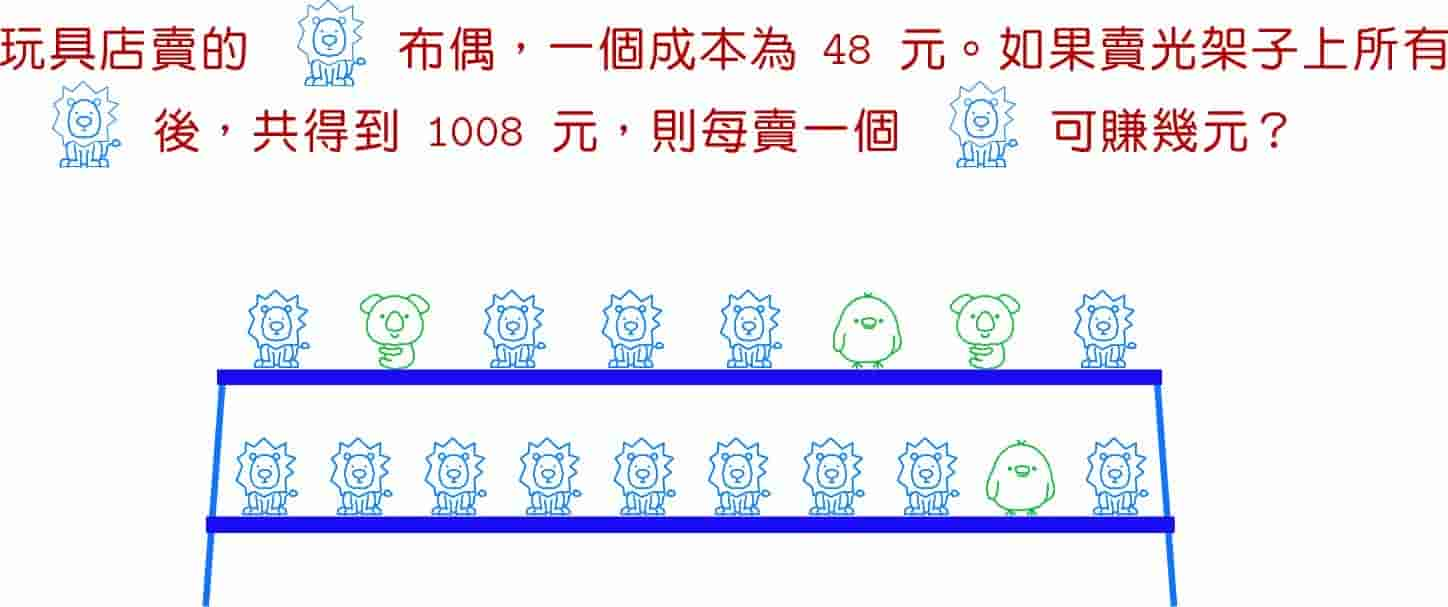 玩具店賣的 布偶，一個成本為 48 元。如果賣光架子上所有
後，共得到 1008 元，則每賣一個 可賺幾元？